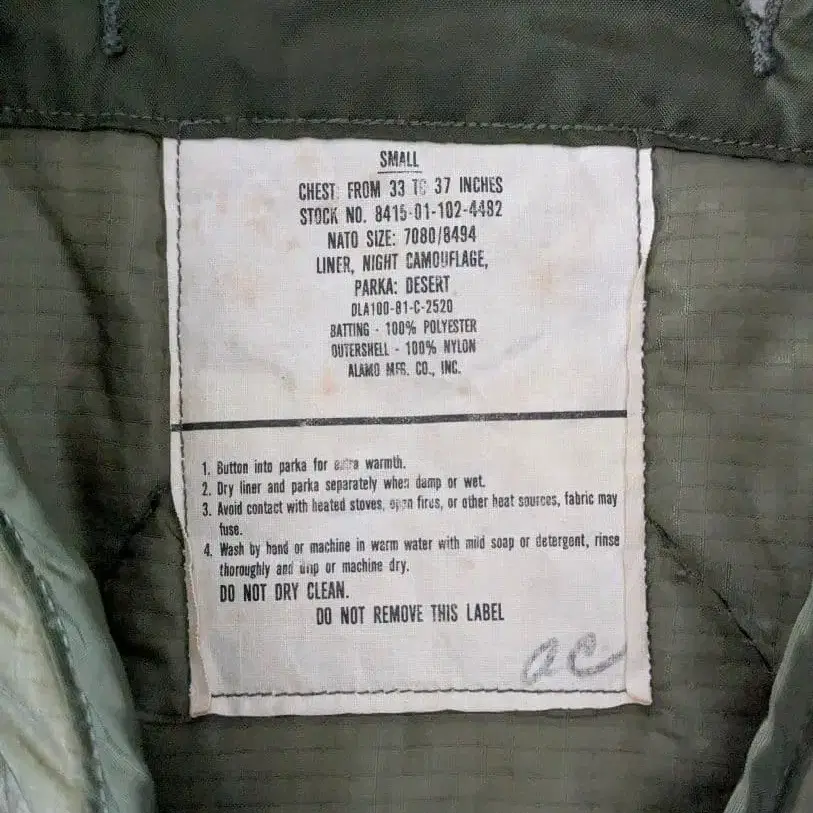 SMALL
CHEST: FROM 33 TO 37 INCHES
STOCK NO. 8415-01-102-4482
NATO SIZE: 7080/8494
LINER, NIGHT CAMOUFLAGE,
PARKA: DESERT
DLA100-81-C-2520
BATTING - 100% POLYESTER
OUTERSHELL - 100% NYLON
ALAMO MFG. CO., INC.
1. Button into parka for extra warmth.
2. Dry liner and parka separately when damp or wet.
3. Avoid contact with heated stoves, open fires, or other heat sources, fabric may
fuse.
4. Wash by hand or machine in warm water with mild soap or detergent, rinse
thoroughly and drip or machine dry.
DO NOT DRY CLEAN.
DO NOT REMOVE THIS LABEL
ac